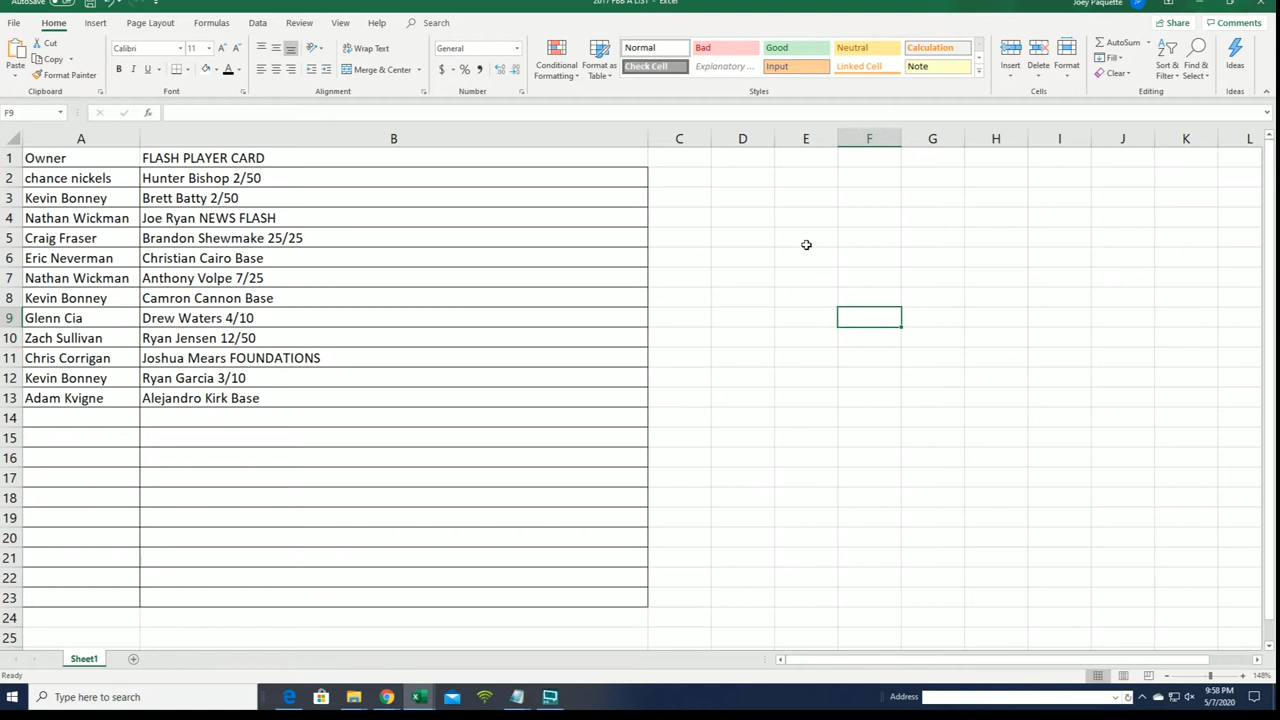 AutoSave
2017 FBB A LIST - Excel
Joey Paquette
File Home Insert Page Layout Formulas Data Review View Help Search Share Comments
Paste Cut Copy Format Painter
Calibri 11
Wrap Text
Merge & Center
General
Conditional Formatting Format as Table
Normal Bad Good Neutral Calculation
Check Cell Explanatory ... Input Linked Cell Note
Insert Delete Format
AutoSum Fill Clear
Sort & Filter Find & Select
Ideas
Clipboard Font Alignment Number Styles Cells Editing Ideas
F9 fx
A B C D E F G H I J K L
1 Owner FLASH PLAYER CARD
2 chance nickels Hunter Bishop 2/50
3 Kevin Bonney Brett Batty 2/50
4 Nathan Wickman Joe Ryan NEWS FLASH
5 Craig Fraser Brandon Shewmake 25/25
6 Eric Neverman Christian Cairo Base
7 Nathan Wickman Anthony Volpe 7/25
8 Kevin Bonney Camron Cannon Base
9 Glenn Cia Drew Waters 4/10
10 Zach Sullivan Ryan Jensen 12/50
11 Chris Corrigan Joshua Mears FOUNDATIONS
12 Kevin Bonney Ryan Garcia 3/10
13 Adam Kvigne Alejandro Kirk Base
14
15
16
17
18
19
20
21
22
23
24
25
Sheet1
Ready
148%
Type here to search
Address
9:58 PM
5/7/2020